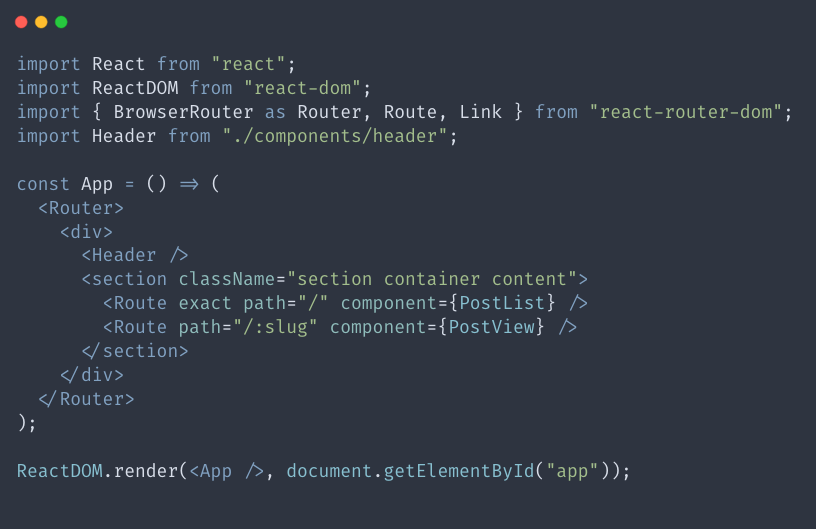 import React from "react";
import ReactDOM from "react-dom";
import { BrowserRouter as Router, Route, Link } from "react-router-dom";
import Header from "./components/header";

const App = () => (
  <Router>
    <div>
      <Header />
      <section className="section container content">
        <Route exact path="/" component={PostList} />
        <Route path="/:slug" component={PostView} />
      </section>
    </div>
  </Router>
);

ReactDOM.render(<App />, document.getElementById("app"));